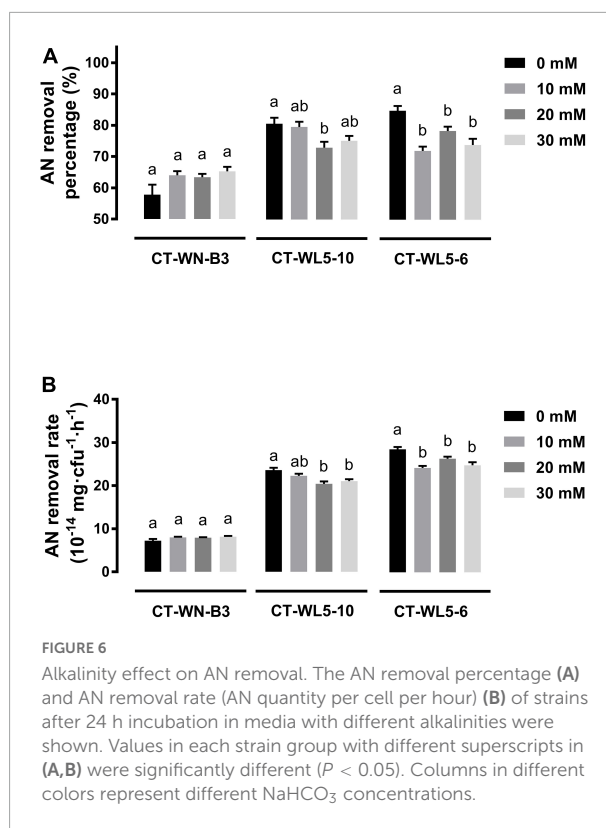 A
AN removal
percentage (%)
100
90
80
70
60
50
a a a a
a ab b ab
a b b b
CT-WN-B3 CT-WL5-10 CT-WL5-6
0 mM
10 mM
20 mM
30 mM
B
AN removal rate
(10⁻¹⁴ mg·cfu⁻¹·h⁻¹)
40
30
20
10
0
a a a a
a ab b b
a b b b
CT-WN-B3 CT-WL5-10 CT-WL5-6
0 mM
10 mM
20 mM
30 mM
FIGURE 6
Alkalinity effect on AN removal. The AN removal percentage (A)
and AN removal rate (AN quantity per cell per hour) (B) of strains
after 24 h incubation in media with different alkalinities were
shown. Values in each strain group with different superscripts in
(A,B) were significantly different (P < 0.05). Columns in different
colors represent different NaHCO₃ concentrations.